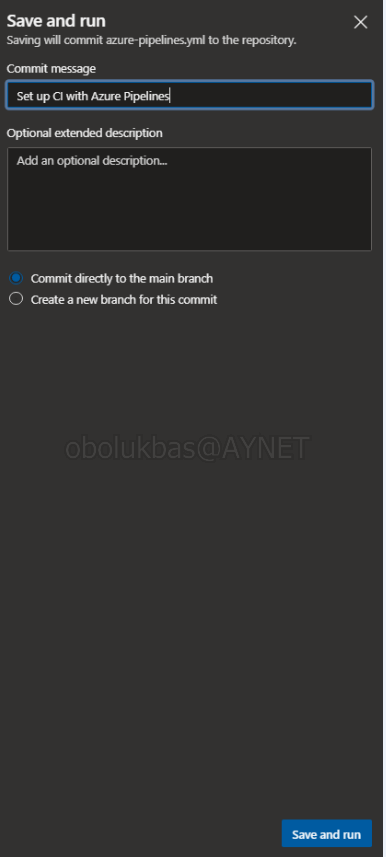 Save and run
Saving will commit azure-pipelines.yml to the repository.
Commit message
Set up CI with Azure Pipelines
Optional extended description
Add an optional description...
Commit directly to the main branch
Create a new branch for this commit
obolukbas@AYNET
Save and run